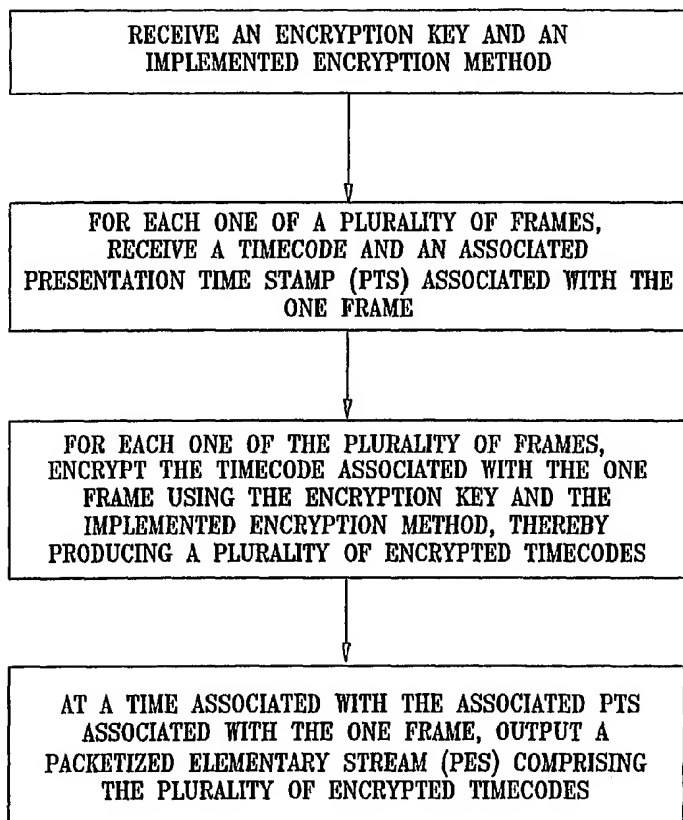 RECEIVE AN ENCRYPTION KEY AND AN
IMPLEMENTED ENCRYPTION METHOD
FOR EACH ONE OF A PLURALITY OF FRAMES,
RECEIVE A TIMECODE AND AN ASSOCIATED
PRESENTATION TIME STAMP (PTS) ASSOCIATED WITH THE
ONE FRAME
FOR EACH ONE OF THE PLURALITY OF FRAMES,
ENCRYPT THE TIMECODE ASSOCIATED WITH THE ONE
FRAME USING THE ENCRYPTION KEY AND THE
IMPLEMENTED ENCRYPTION METHOD, THEREBY
PRODUCING A PLURALITY OF ENCRYPTED TIMECODES
AT A TIME ASSOCIATED WITH THE ASSOCIATED PTS
ASSOCIATED WITH THE ONE FRAME, OUTPUT A
PACKETIZED ELEMENTARY STREAM (PES) COMPRISING
THE PLURALITY OF ENCRYPTED TIMECODES